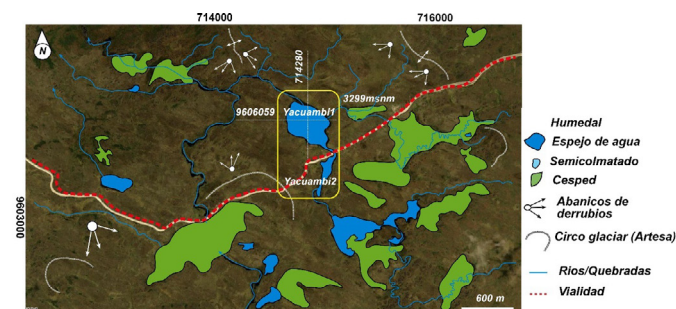 714000
716000
N
714280
9606059
Yacuambi1
3299msnm
Yacuambi2
9603000
600 m
Humedal
Espejo de agua
Semicolmatado
Cesped
Abanicos de
derrubios
Circo glaciar (Artesa)
Rios/Quebradas
Vialidad